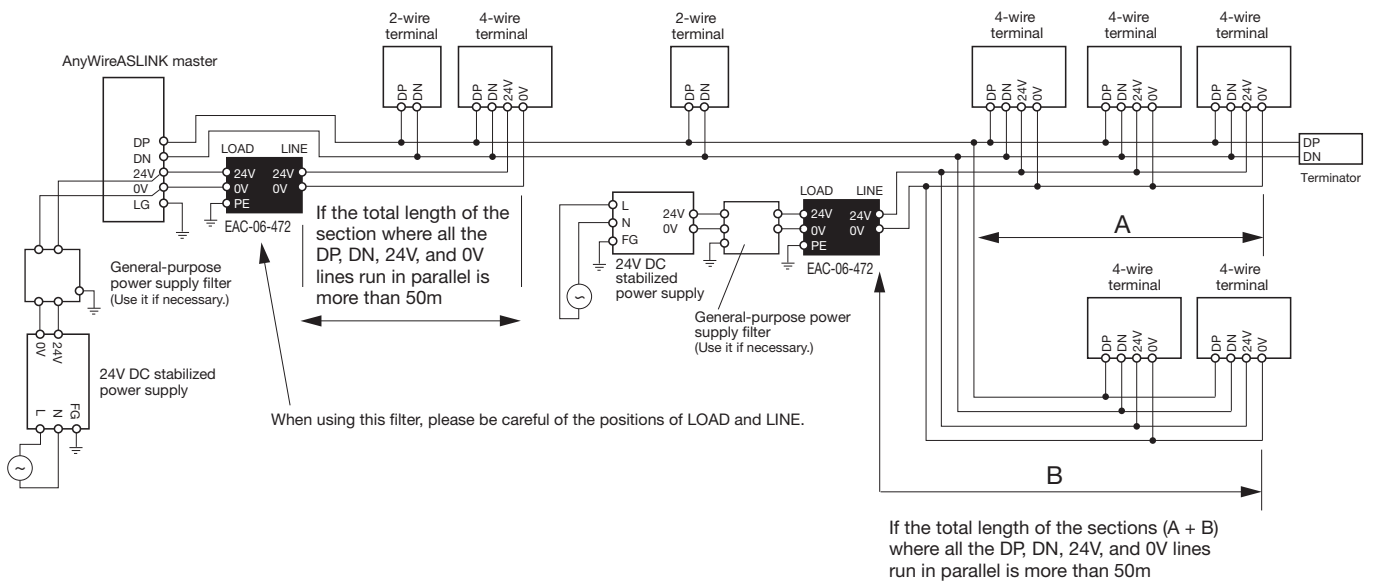 2-wire
terminal
4-wire
terminal
2-wire
terminal
4-wire
terminal
4-wire
terminal
4-wire
terminal
AnyWireASLINK master
DP
DN
DP
DN
24V
0V
DP
DN
DP
DN
24V
0V
DP
DN
24V
0V
DP
DN
24V
0V
DP
DN
24V
0V
LG
LOAD LINE
24V 24V
0V 0V
PE
EAC-06-472
DP
DN
Terminator
If the total length of the
section where all the
DP, DN, 24V, and 0V
lines run in parallel is
more than 50m
L
N
FG
24V
0V
24V DC
stabilized
power supply
LOAD LINE
24V 24V
0V 0V
PE
EAC-06-472
A
General-purpose
power supply filter
(Use it if necessary.)
General-purpose power
supply filter
(Use it if necessary.)
4-wire
terminal
4-wire
terminal
DP
DN
24V
0V
DP
DN
24V
0V
0V
24V
L
N
FG
~
24V DC stabilized
power supply
When using this filter, please be careful of the positions of LOAD and LINE.
~
B
If the total length of the sections (A + B)
where all the DP, DN, 24V, and 0V lines
run in parallel is more than 50m